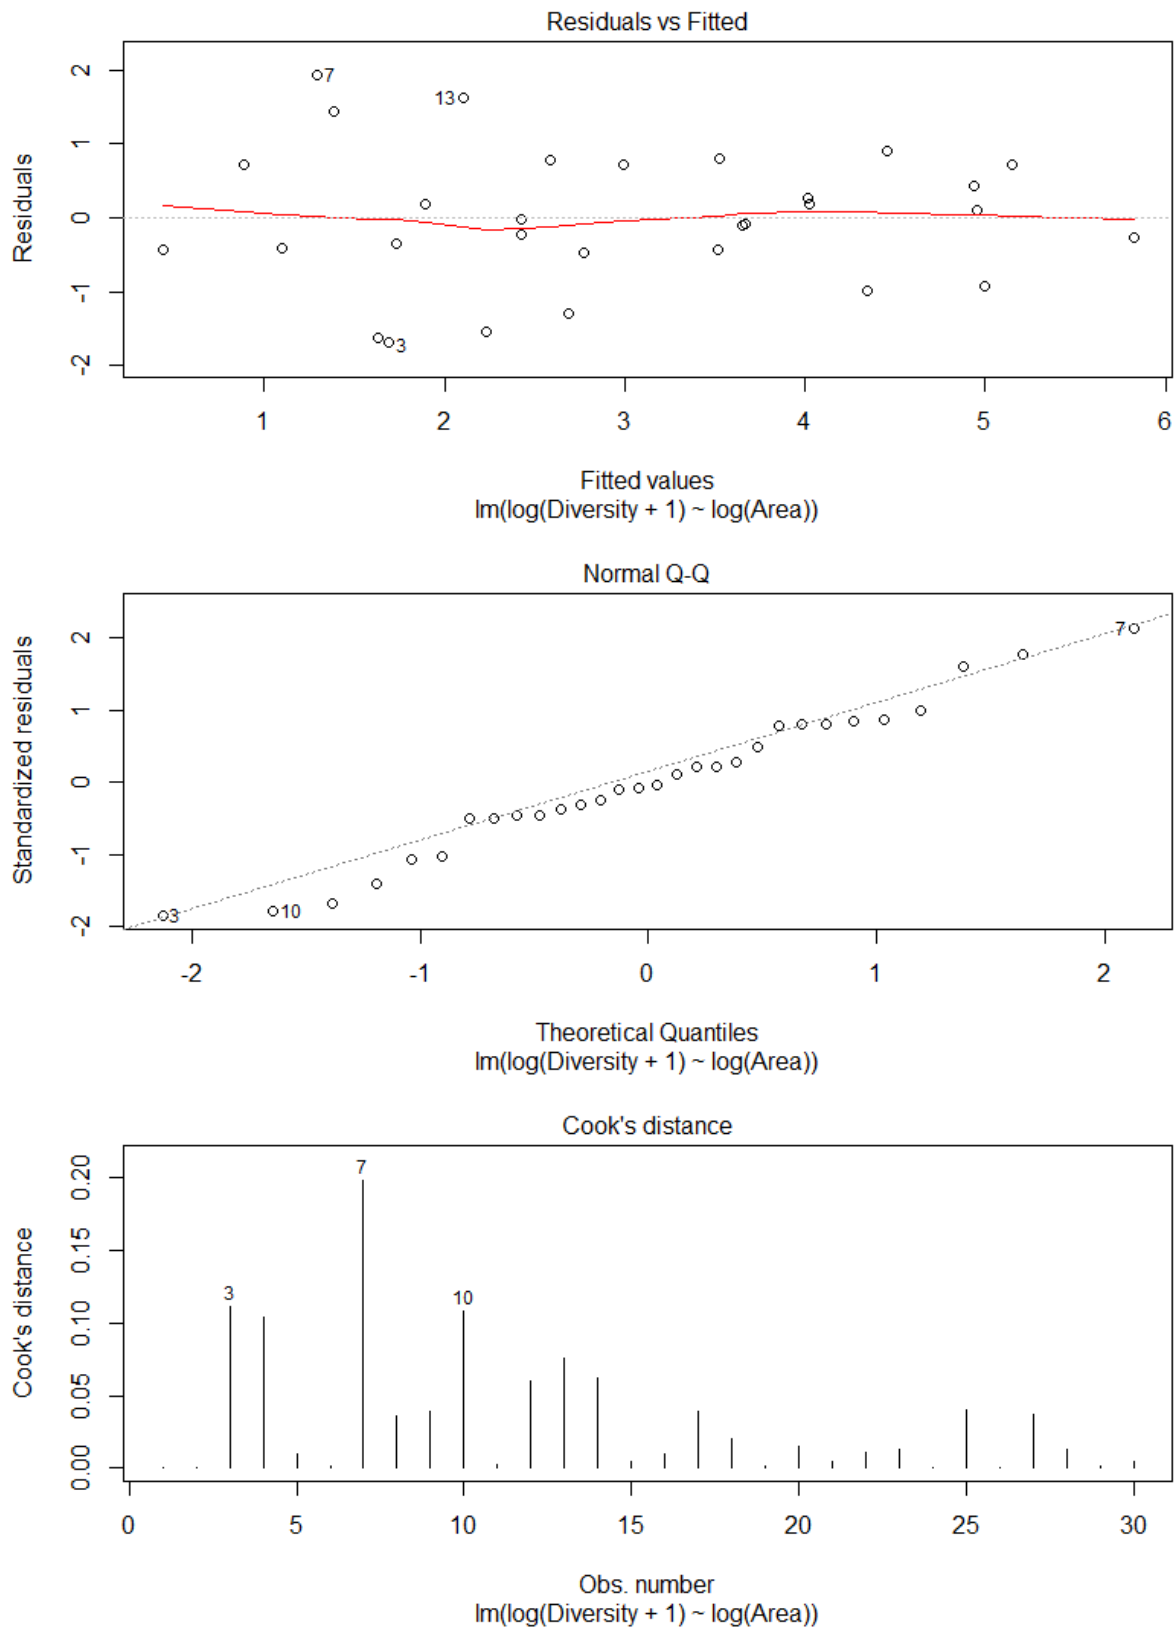 Residuals vs Fitted
Residuals
2
1
0
-1
-2
7
13
3
1 2 3 4 5 6
Fitted values
lm(log(Diversity + 1) ~ log(Area))
Normal Q-Q
Standardized residuals
2
1
0
-1
-2
7
3
10
-2 -1 0 1 2
Theoretical Quantiles
lm(log(Diversity + 1) ~ log(Area))
Cook's distance
Cook's distance
0.20
0.15
0.10
0.05
0.00
7
3
10
0 5 10 15 20 25 30
Obs. number
lm(log(Diversity + 1) ~ log(Area))